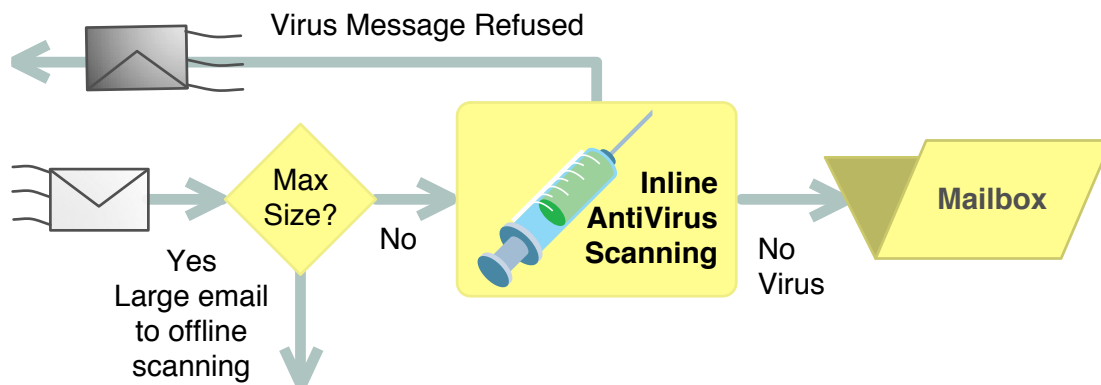 Virus Message Refused
Max
Size?
No
Inline
AntiVirus
Scanning
No
Virus
Mailbox
Yes
Large email
to offline
scanning